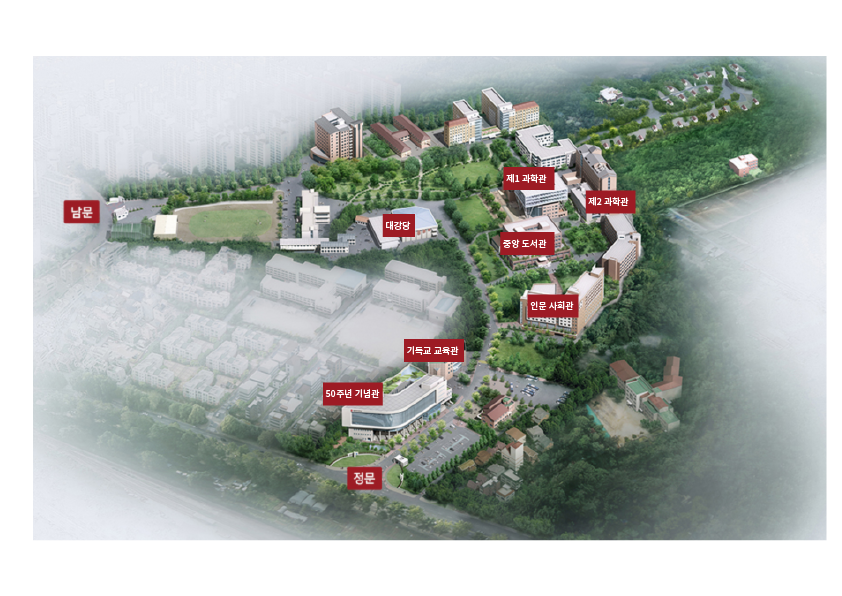 제1 과학관
제2 과학관
남문
대강당
중앙 도서관
인문 사회관
기독교 교육관
50주년 기념관
정문